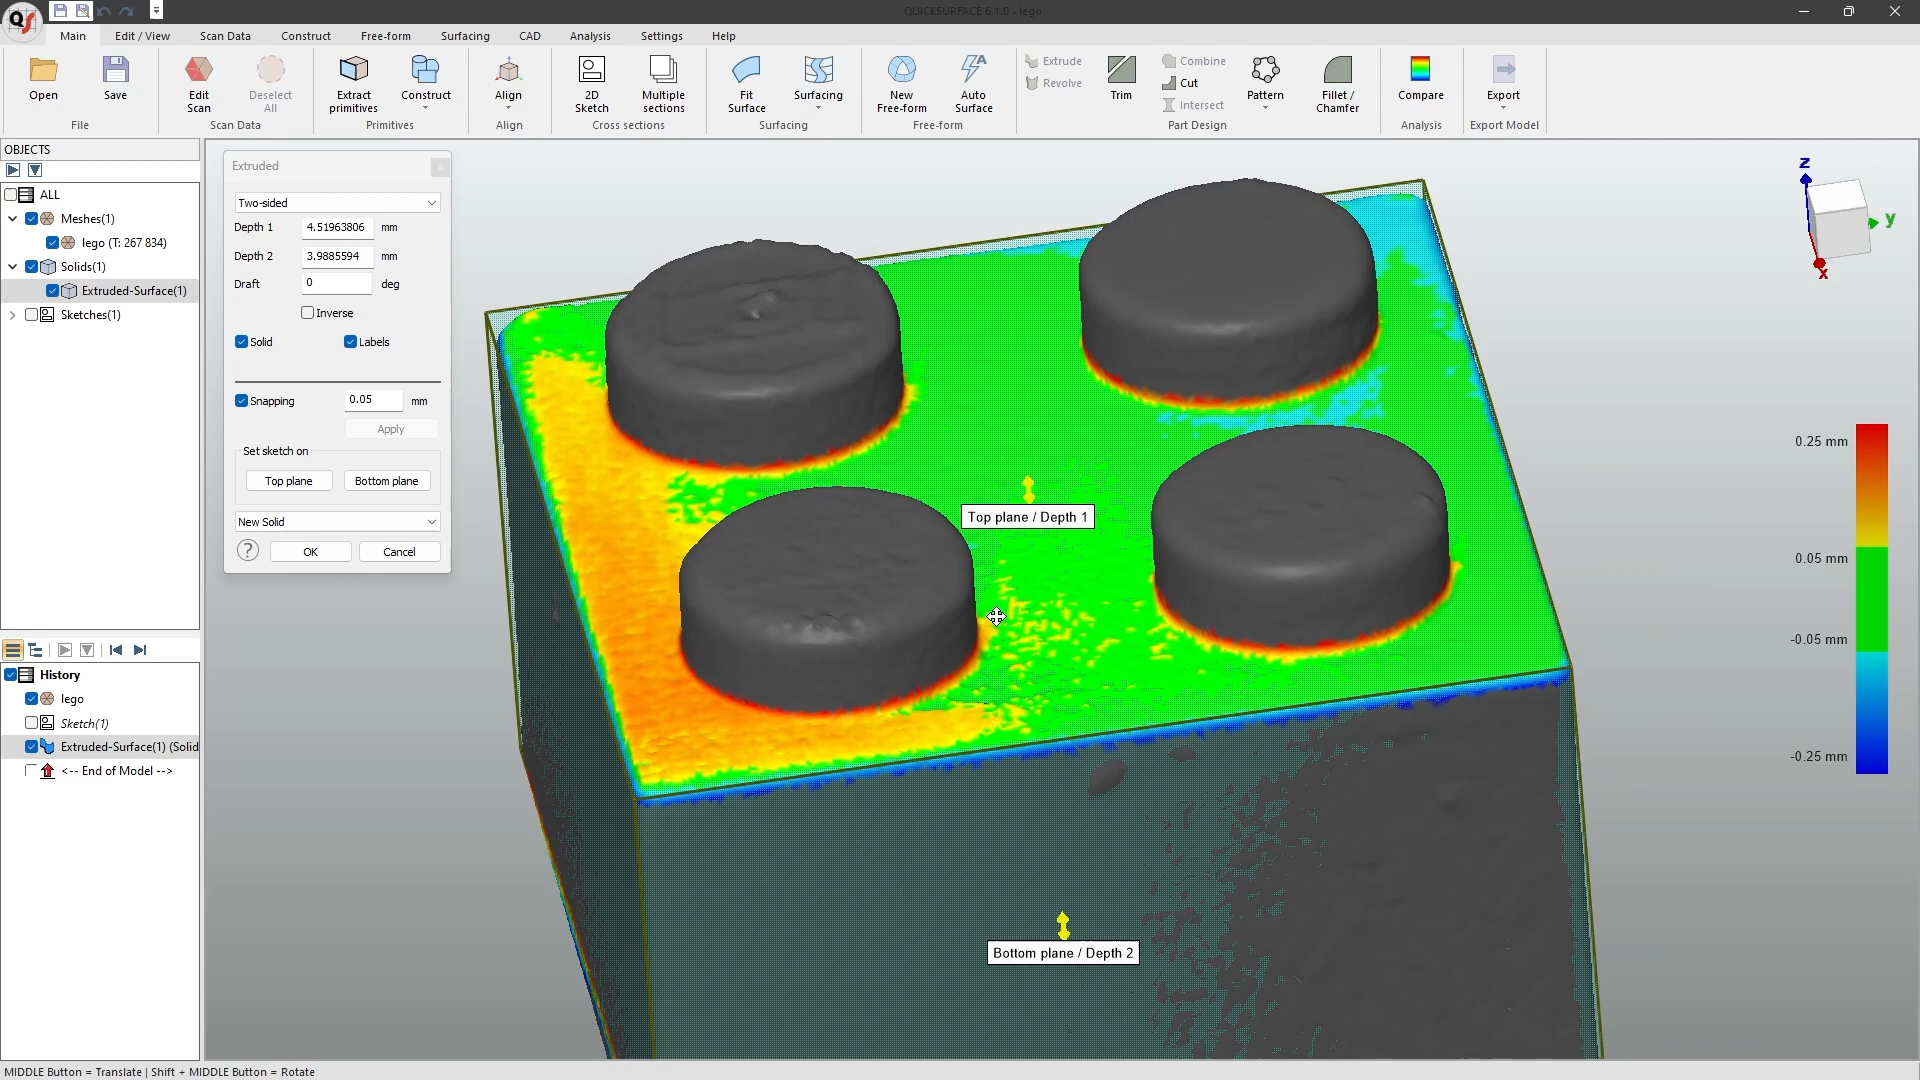 QUICKSURFACE 6.1.0 - lego
Main
Edit / View
Scan Data
Construct
Free-form
Surfacing
CAD
Analysis
Settings
Help
Open
Save
File
Edit
Scan
Deselect
All
Scan Data
Extract
primitives
Construct
Primitives
Align
Align
2D
Sketch
Multiple
sections
Cross sections
Fit
Surface
Surfacing
Surfacing
New
Free-form
Auto
Surface
Free-form
Extrude
Revolve
Trim
Combine
Cut
Intersect
Pattern
Fillet /
Chamfer
Part Design
Compare
Analysis
Export
Export Model
OBJECTS
ALL
Meshes(1)
lego (T: 267 834)
Solids(1)
Extruded-Surface(1)
Sketches(1)
History
lego
Sketch(1)
Extruded-Surface(1) (Solid
<-- End of Model -->
Extruded
Two-sided
Depth 1 4.51963806 mm
Depth 2 3.9885594 mm
Draft 0 deg
Inverse
Solid
Labels
Snapping 0.05 mm
Apply
Set sketch on
Top plane
Bottom plane
New Solid
? OK Cancel
Top plane / Depth 1
Bottom plane / Depth 2
z
y
x
0.25 mm
0.05 mm
-0.05 mm
-0.25 mm
MIDDLE Button = Translate | Shift + MIDDLE Button = Rotate